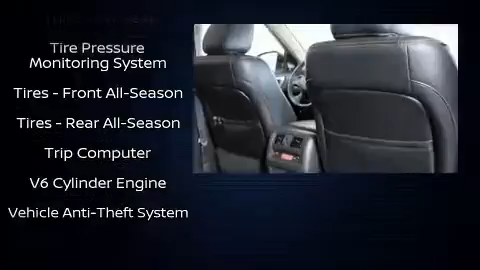 Tire Pressure
Monitoring System
Tires - Front All-Season
Tires - Rear All-Season
Trip Computer
V6 Cylinder Engine
Vehicle Anti-Theft System